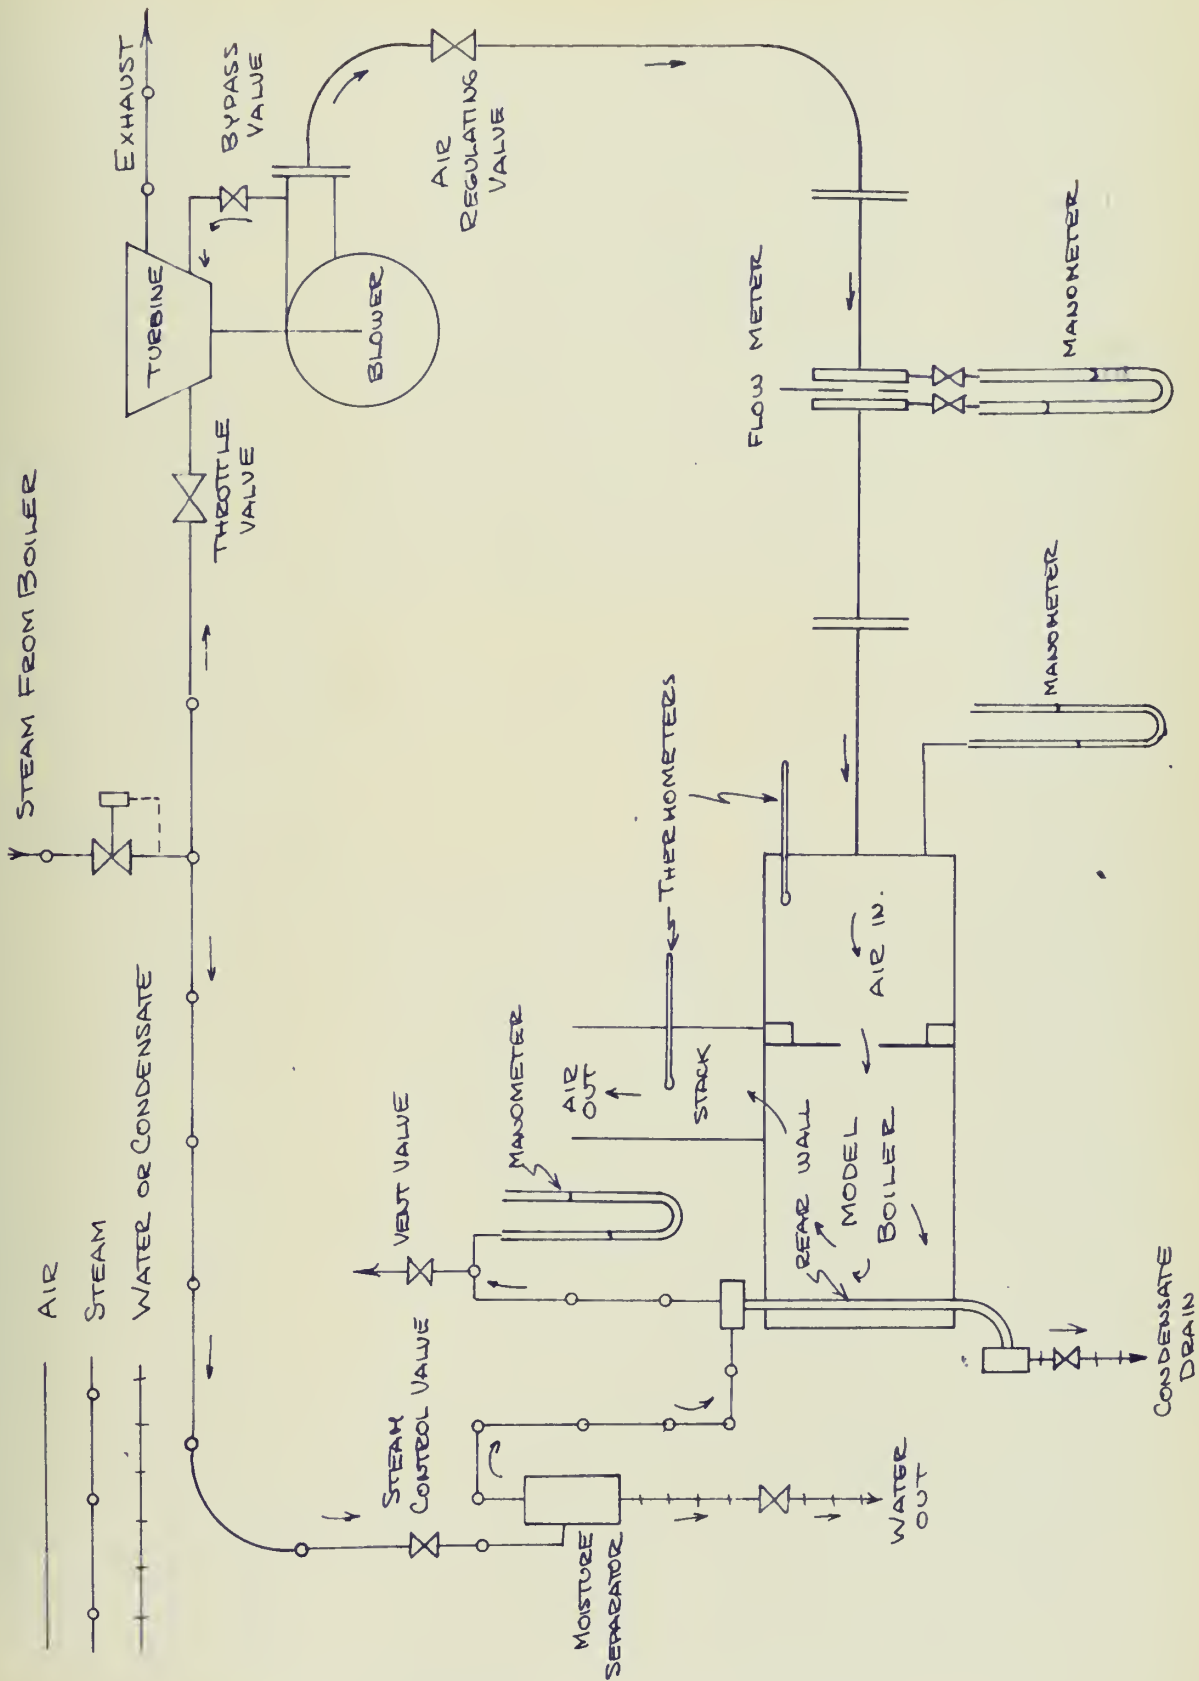 AIR
STEAM
WATER OR CONDENSATE
STEAM FROM BOILER
EXHAUST
TURBINE
THROTTLE
VALVE
BYPASS
VALVE
BLOWER
AIR
REGULATING
VALVE
VENT VALVE
STEAM
CONTROL VALVE
MANOMETER
AIR
OUT
STACK
THERMOMETERS
MOISTURE
SEPARATOR
REAR WALL
MODEL
BOILER
AIR IN.
FLOW METER
WATER
OUT
MANOMETER
MANOMETER
CONDENSATE
DRAIN